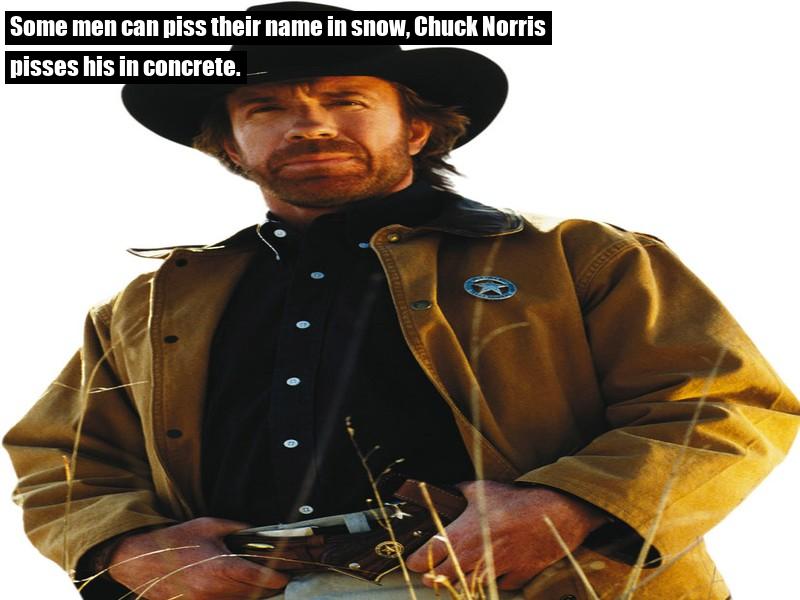 Some men can piss their name in snow, Chuck Norris
pisses his in concrete.